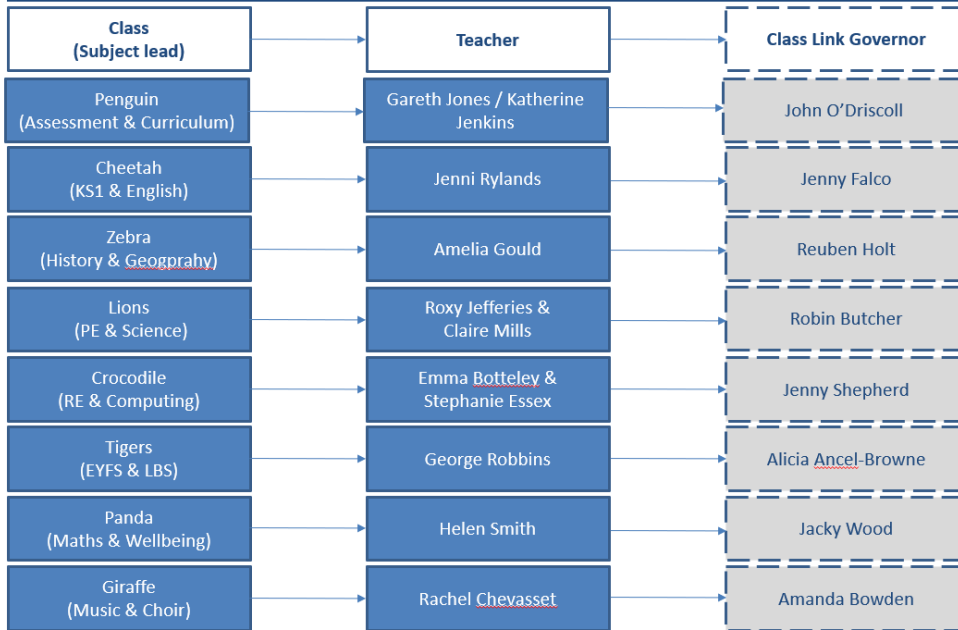 Class
(Subject lead)
Teacher
Class Link Governor
Penguin
(Assessment & Curriculum)
Gareth Jones / Katherine
Jenkins
John O’Driscoll
Cheetah
(KS1 & English)
Jenni Rylands
Jenny Falco
Zebra
(History & Geogprahy)
Amelia Gould
Reuben Holt
Lions
(PE & Science)
Roxy Jefferies &
Claire Mills
Robin Butcher
Crocodile
(RE & Computing)
Emma Botteley &
Stephanie Essex
Jenny Shepherd
Tigers
(EYFS & LBS)
George Robbins
Alicia Ancel-Browne
Panda
(Maths & Wellbeing)
Helen Smith
Jacky Wood
Giraffe
(Music & Choir)
Rachel Chevasset
Amanda Bowden